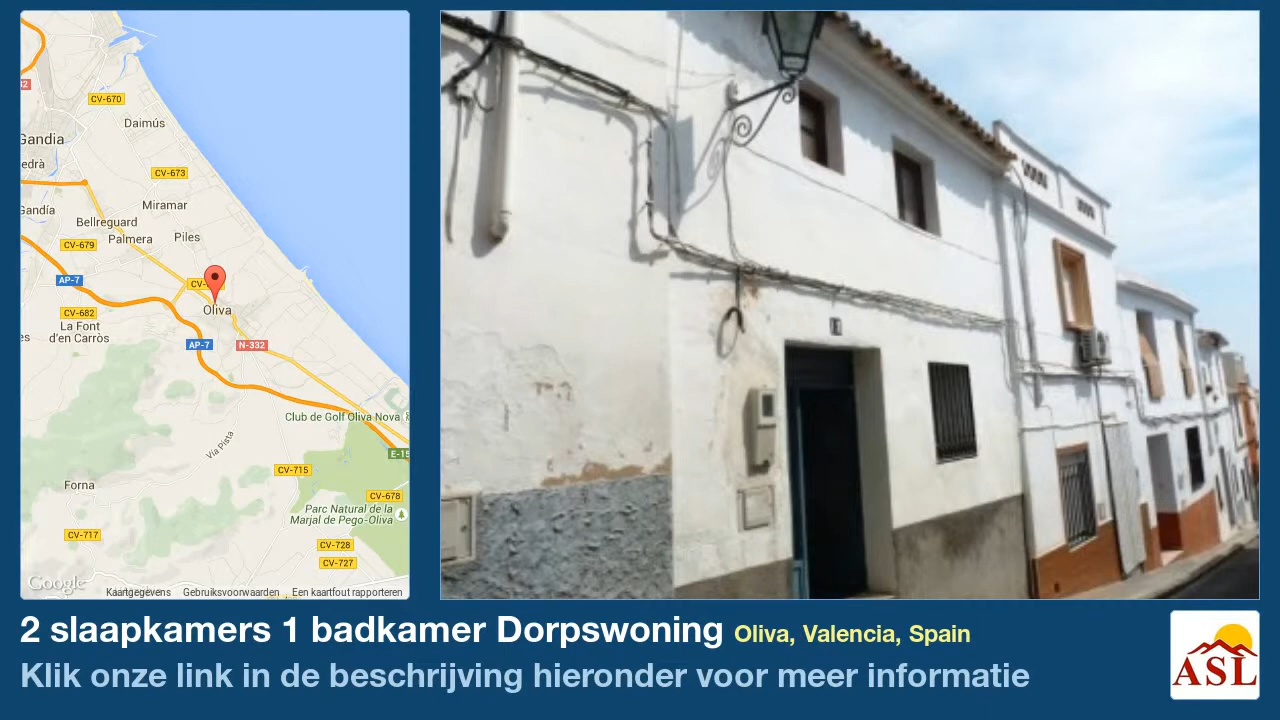 CV-670
Daimús
Gandia
edrà
CV-673
Gandía
Miramar
Bellreguard
Palmera
Piles
CV-679
AP-7
CV-
Oliva
CV-682
La Font
d'en Carròs
es
AP-7
N-332
Club de Golf Oliva Nova
Via Pista
E-15
CV-715
Forna
CV-678
Parc Natural de la
Marjal de Pego-Oliva
CV-717
CV-728
CV-727
Google
Kaartgegevens Gebruiksvoorwaarden Een kaartfout rapporteren
2 slaapkamers 1 badkamer Dorpswoning Oliva, Valencia, Spain
Klik onze link in de beschrijving hieronder voor meer informatie
ASL